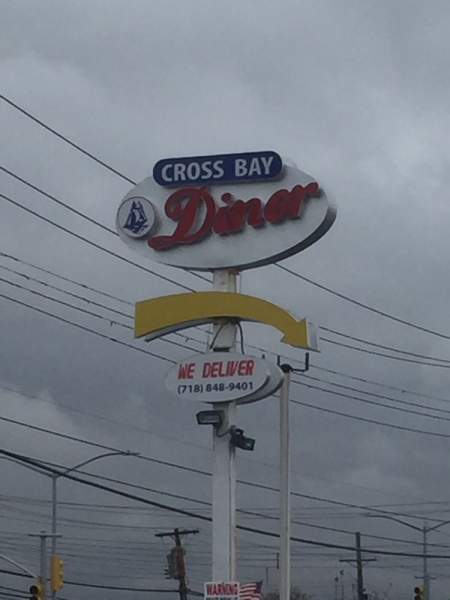 CROSS BAY
Diner
WE DELIVER
(718) 848-9401
WARNING